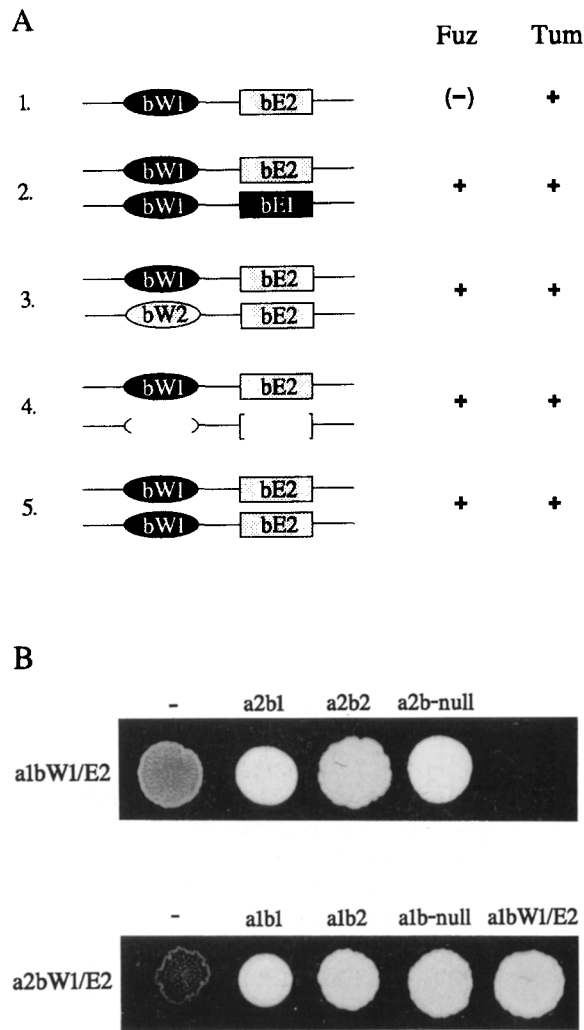 A
Fuz Tum
1. bW1 bE2 (-) +
bW1 bE2
2. + +
bW1 bE1
bW1 bE2
3. + +
bW2 bE2
bW1 bE2
4. + +
bW1 bE2
5. + +
bW1 bE2
B
- a2b1 a2b2 a2b-null
a1bW1/E2
- a1b1 a1b2 a1b-null a1bW1/E2
a2bW1/E2